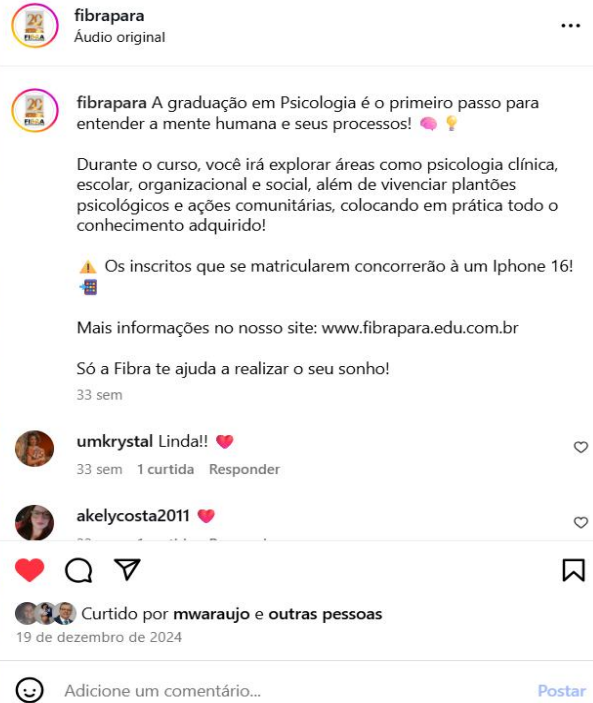 fibrapara
Áudio original
fibrapara A graduação em Psicologia é o primeiro passo para
entender a mente humana e seus processos! 🧠 💡
Durante o curso, você irá explorar áreas como psicologia clínica,
escolar, organizacional e social, além de vivenciar plantões
psicológicos e ações comunitárias, colocando em prática todo o
conhecimento adquirido!
⚠️ Os inscritos que se matricularem concorrerão à um Iphone 16!
📲
Mais informações no nosso site: www.fibrapara.edu.com.br
Só a Fibra te ajuda a realizar o seu sonho!
33 sem
umkrystal Linda!! ❤️
33 sem 1 curtida Responder
akelycosta2011 ❤️
Curtido por mwaraujo e outras pessoas
19 de dezembro de 2024
Adicione um comentário... Postar